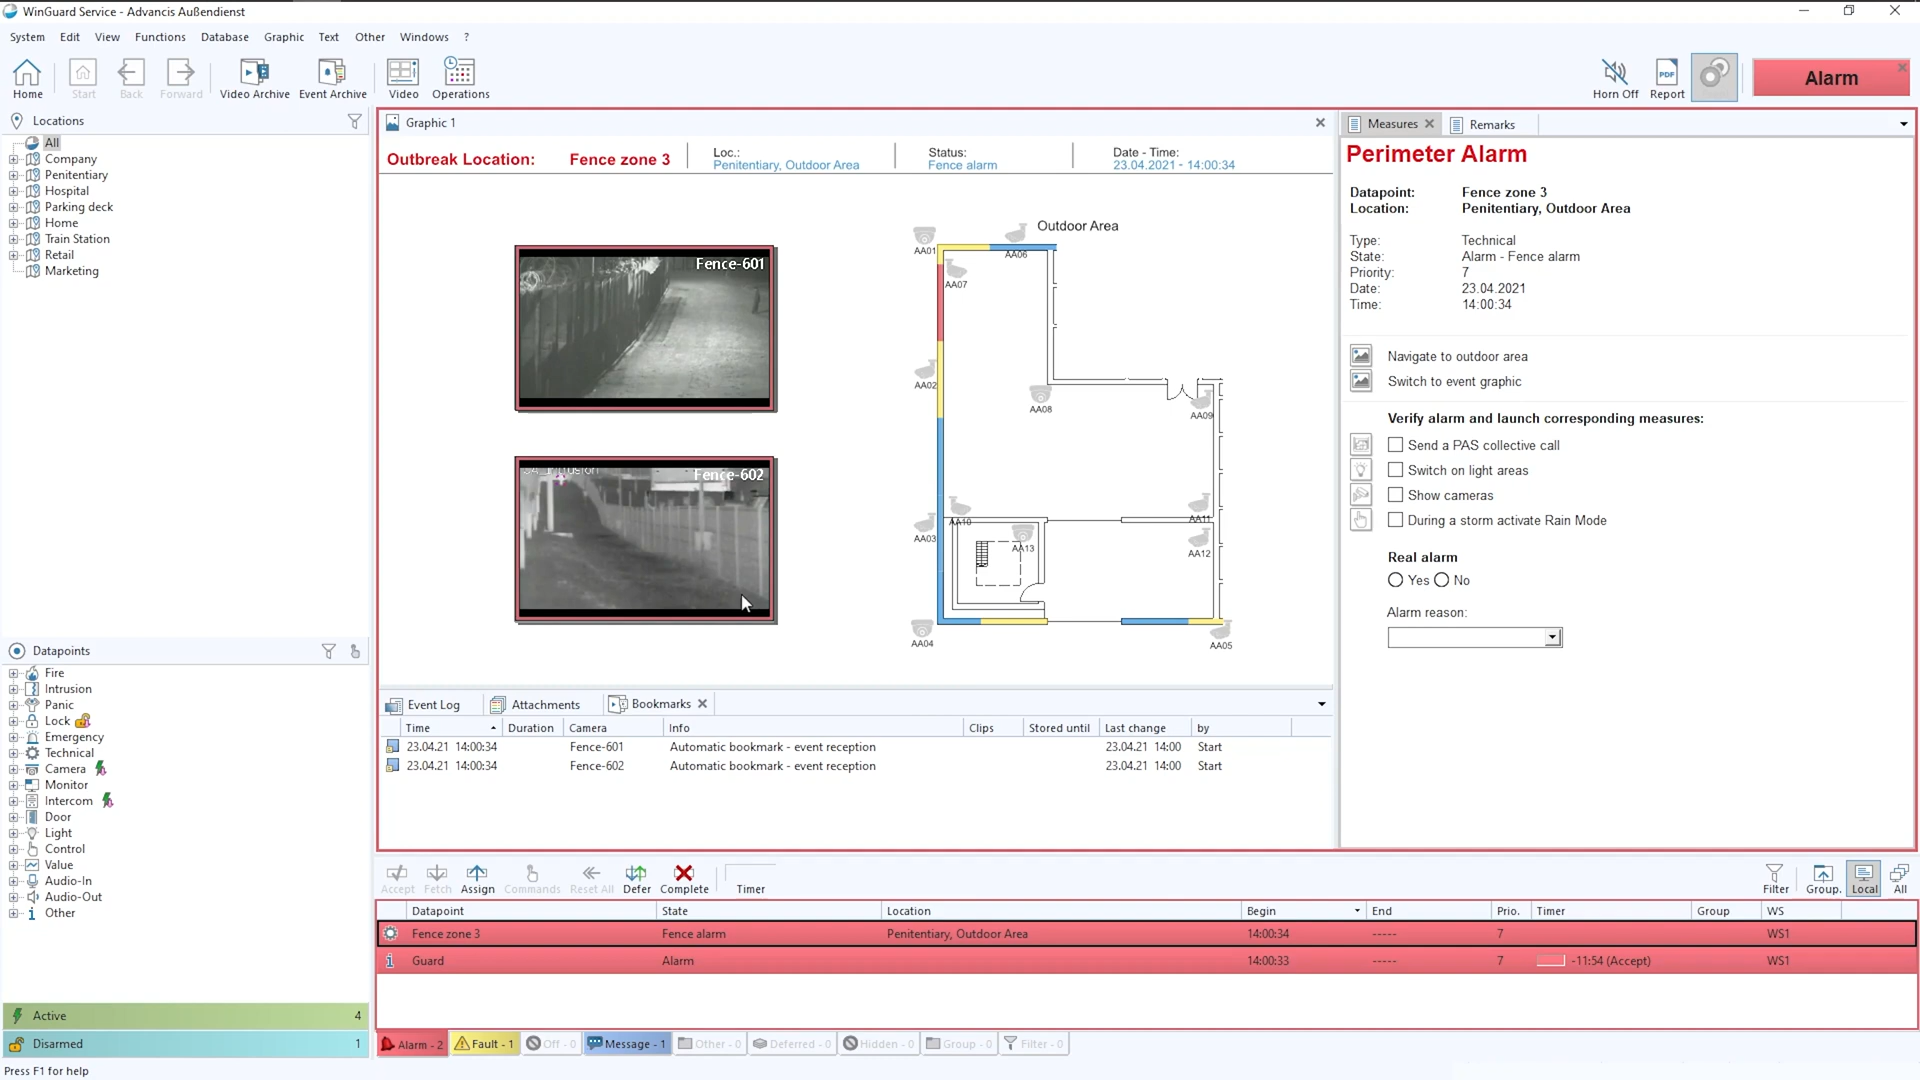 WinGuard Service - Advancis Außendienst
System Edit View Functions Database Graphic Text Other Windows ?
Home Start Back Forward Video Archive Event Archive Video Operations Horn Off Report Alarm
Locations
All
Company
Penitentiary
Hospital
Parking deck
Home
Train Station
Retail
Marketing
Datapoints
Fire
Intrusion
Panic
Lock
Emergency
Technical
Camera
Monitor
Intercom
Door
Light
Control
Value
Audio-In
Audio-Out
Other
Active 4
Disarmed 1
Press F1 for help
Graphic 1
Outbreak Location: Fence zone 3
Loc.: Penitentiary, Outdoor Area
Status: Fence alarm
Date - Time: 23.04.2021 - 14:00:34
Fence-601
Fence-602
Outdoor Area
AA01
AA06
AA07
AA02
AA08
AA09
AA10
AA11
AA03
AA13
AA12
AA04
AA05
Event Log Attachments Bookmarks
Time Duration Camera Info Clips Stored until Last change by
23.04.21 14:00:34 Fence-601 Automatic bookmark - event reception 23.04.21 14:00 Start
23.04.21 14:00:34 Fence-602 Automatic bookmark - event reception 23.04.21 14:00 Start
Measures Remarks
Perimeter Alarm
Datapoint: Fence zone 3
Location: Penitentiary, Outdoor Area
Type: Technical
State: Alarm - Fence alarm
Priority: 7
Date: 23.04.2021
Time: 14:00:34
Navigate to outdoor area
Switch to event graphic
Verify alarm and launch corresponding measures:
Send a PAS collective call
Switch on light areas
Show cameras
During a storm activate Rain Mode
Real alarm
Yes No
Alarm reason:
Accept Fetch Assign Commands Reset All Defer Complete Timer Filter Group. Local All
Datapoint State Location Begin End Prio. Timer Group WS
Fence zone 3 Fence alarm Penitentiary, Outdoor Area 14:00:34 ----- 7 WS1
Guard Alarm 14:00:33 ----- 7 -11:54 (Accept) WS1
Alarm - 2 Fault - 1 Off - 0 Message - 1 Other - 0 Deferred - 0 Hidden - 0 Group - 0 Filter - 0